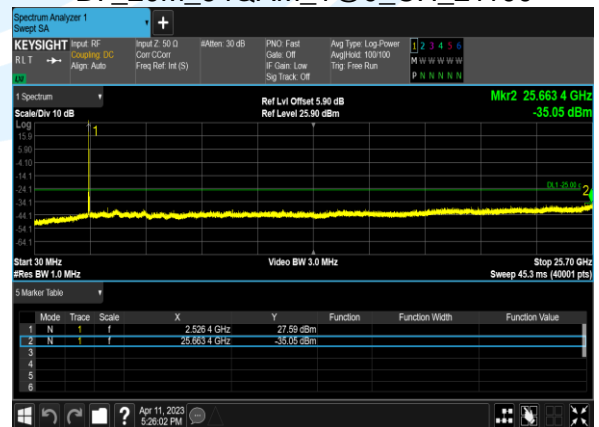 Spectrum Analyzer 1
Swept SA
+
KEYSIGHT Input: RF
R L T
Coupling: DC
Align: Auto
Input Z: 50 Ω
Corr CCorr
Freq Ref: Int (S)
#Atten: 30 dB
PNO: Fast
Gate: Off
IF Gain: Low
Sig Track: Off
Avg Type: Log-Power
Avg|Hold: 100/100
Trig: Free Run
1 2 3 4 5 6
M W W W W W
P N N N N N
LW
1 Spectrum
Scale/Div 10 dB
Ref Lvl Offset 5.90 dB
Ref Level 25.90 dBm
Mkr2 25.663 4 GHz
-35.05 dBm
Log
15.9
5.90
-4.10
-14.1
-24.1
-34.1
-44.1
-54.1
-64.1
1
2
Start 30 MHz
#Res BW 1.0 MHz
Video BW 3.0 MHz
Stop 25.70 GHz
Sweep 45.3 ms (40001 pts)
5 Marker Table
Mode Trace Scale X Y Function Function Width Function Value
1 N 1 f 2.526 4 GHz 27.59 dBm
2 N 1 f 25.663 4 GHz -35.05 dBm
3
4
5
6
?
Apr 11, 2023
5:26:02 PM